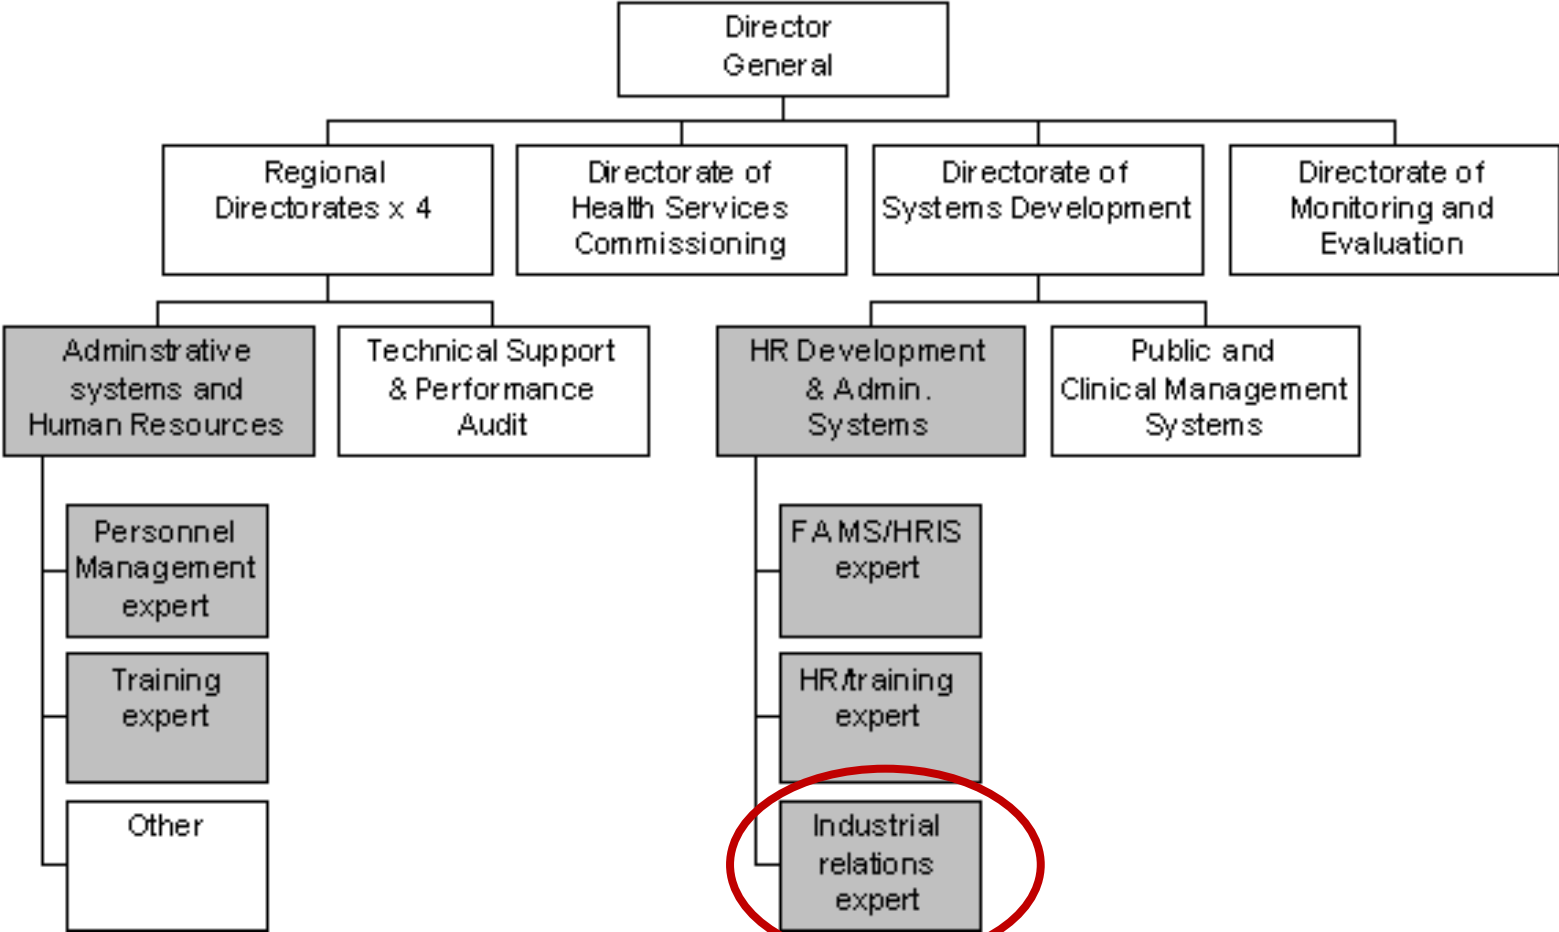 Director
General
Regional
Directorates x 4
Directorate of
Health Services
Commissioning
Directorate of
Systems Development
Directorate of
Monitoring and
Evaluation
Adminstrative
systems and
Human Resources
Technical Support
& Performance
Audit
HR Development
& Admin.
Systems
Public and
Clinical Management
Systems
Personnel
Management
expert
Training
expert
Other
FAMS/HRIS
expert
HR/training
expert
Industrial
relations
expert